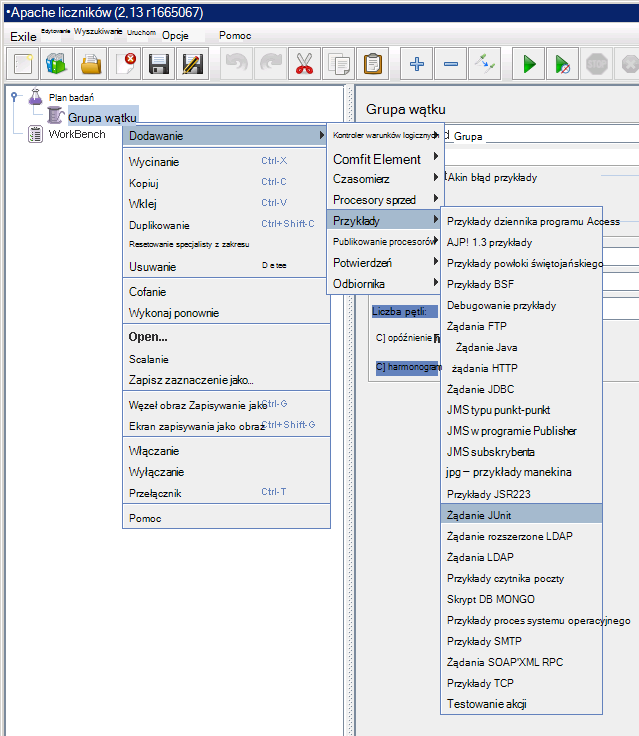 •Apache liczników (2,13 r1665067)
Exile Edytowanie Wyszukiwanie Uruchom Opcje Pomoc
Plan badań
Grupa wątku
WorkBench
Dodawanie
Wycinanie Ctrl-X
Kopiuj Ctrl-C
Wklej Ctrl-V
Duplikowanie Ctrl+Shift-C
Resetowanie specjalisty z zakresu
Usuwanie D e tee
Cofanie
Wykonaj ponownie
Open...
Scalanie
Zapisz zaznaczenie jako...
Węzeł obraz Zapisywanie jako Ctrl-G
Ekran zapisywania jako obraz Ctrl+Shift-G
Włączanie
Wyłączanie
Przełącznik Ctrl-T
Pomoc
Kontroler warunków logicznych
Comfit Element
Czasomierz
Procesory sprzed
Przykłady
Publikowanie procesorów
Potwierdzeń
Odbiornika
Grupa wątku
Grupa
Akin błąd przykłady
Liczba pętli:
C] opóźnienie
C] harmonogram
Przykłady dziennika programu Access
AJP! 1.3 przykłady
Przykłady powłoki świętojańskiego
Przykłady BSF
Debugowanie przykłady
Żądania FTP
Żądanie Java
żądania HTTP
Żądanie JDBC
JMS typu punkt-punkt
JMS w programie Publisher
JMS subskrybenta
jpg – przykłady manekina
Przykłady JSR223
Żądanie JUnit
Żądanie rozszerzone LDAP
Żądania LDAP
Przykłady czytnika poczty
Skrypt DB MONGO
Przykłady proces systemu operacyjnego
Przykłady SMTP
Żądania SOAP'XML RPC
Przykłady TCP
Testowanie akcji